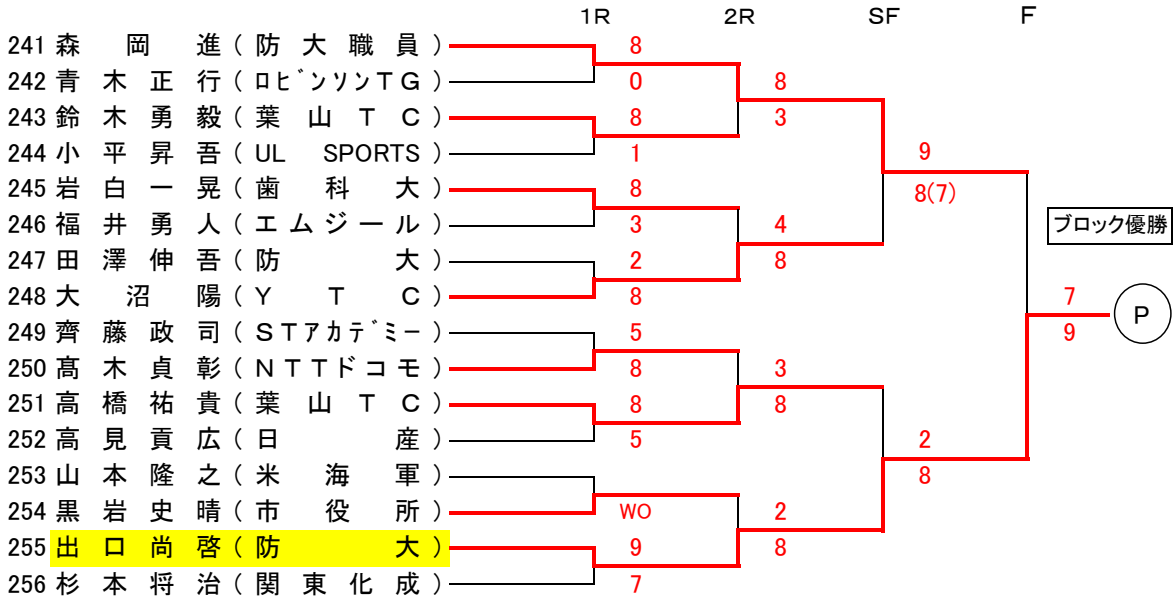 1R 2R SF F
241 森 岡 進 ( 防 大 職 員 ) 8
242 青 木 正 行 ( ﾛﾋﾞﾝｿﾝＴＧ ) 0 8
243 鈴 木 勇 毅 ( 葉 山 Ｔ Ｃ ) 8 3
244 小 平 昇 吾 ( UL SPORTS ) 1 9
245 岩 白 一 晃 ( 歯 科 大 ) 8 8(7)
246 福 井 勇 人 ( エ ム ジ ー ル ) 3 4 ブロック優勝
247 田 澤 伸 吾 ( 防 大 ) 2 8
248 大 沼 陽 ( Ｙ Ｔ Ｃ ) 8 7
249 齊 藤 政 司 ( ＳＴｱｶﾃﾞﾐｰ ) 5 9 P
250 髙 木 貞 彰 ( ＮＴＴドコモ ) 8 3
251 高 橋 祐 貴 ( 葉 山 Ｔ Ｃ ) 8 8
252 高 見 貢 広 ( 日 産 ) 5 2
253 山 本 隆 之 ( 米 海 軍 ) 8
254 黒 岩 史 晴 ( 市 役 所 ) WO 2
255 出 口 尚 啓 ( 防 大 ) 9 8
256 杉 本 将 治 ( 関 東 化 成 ) 7